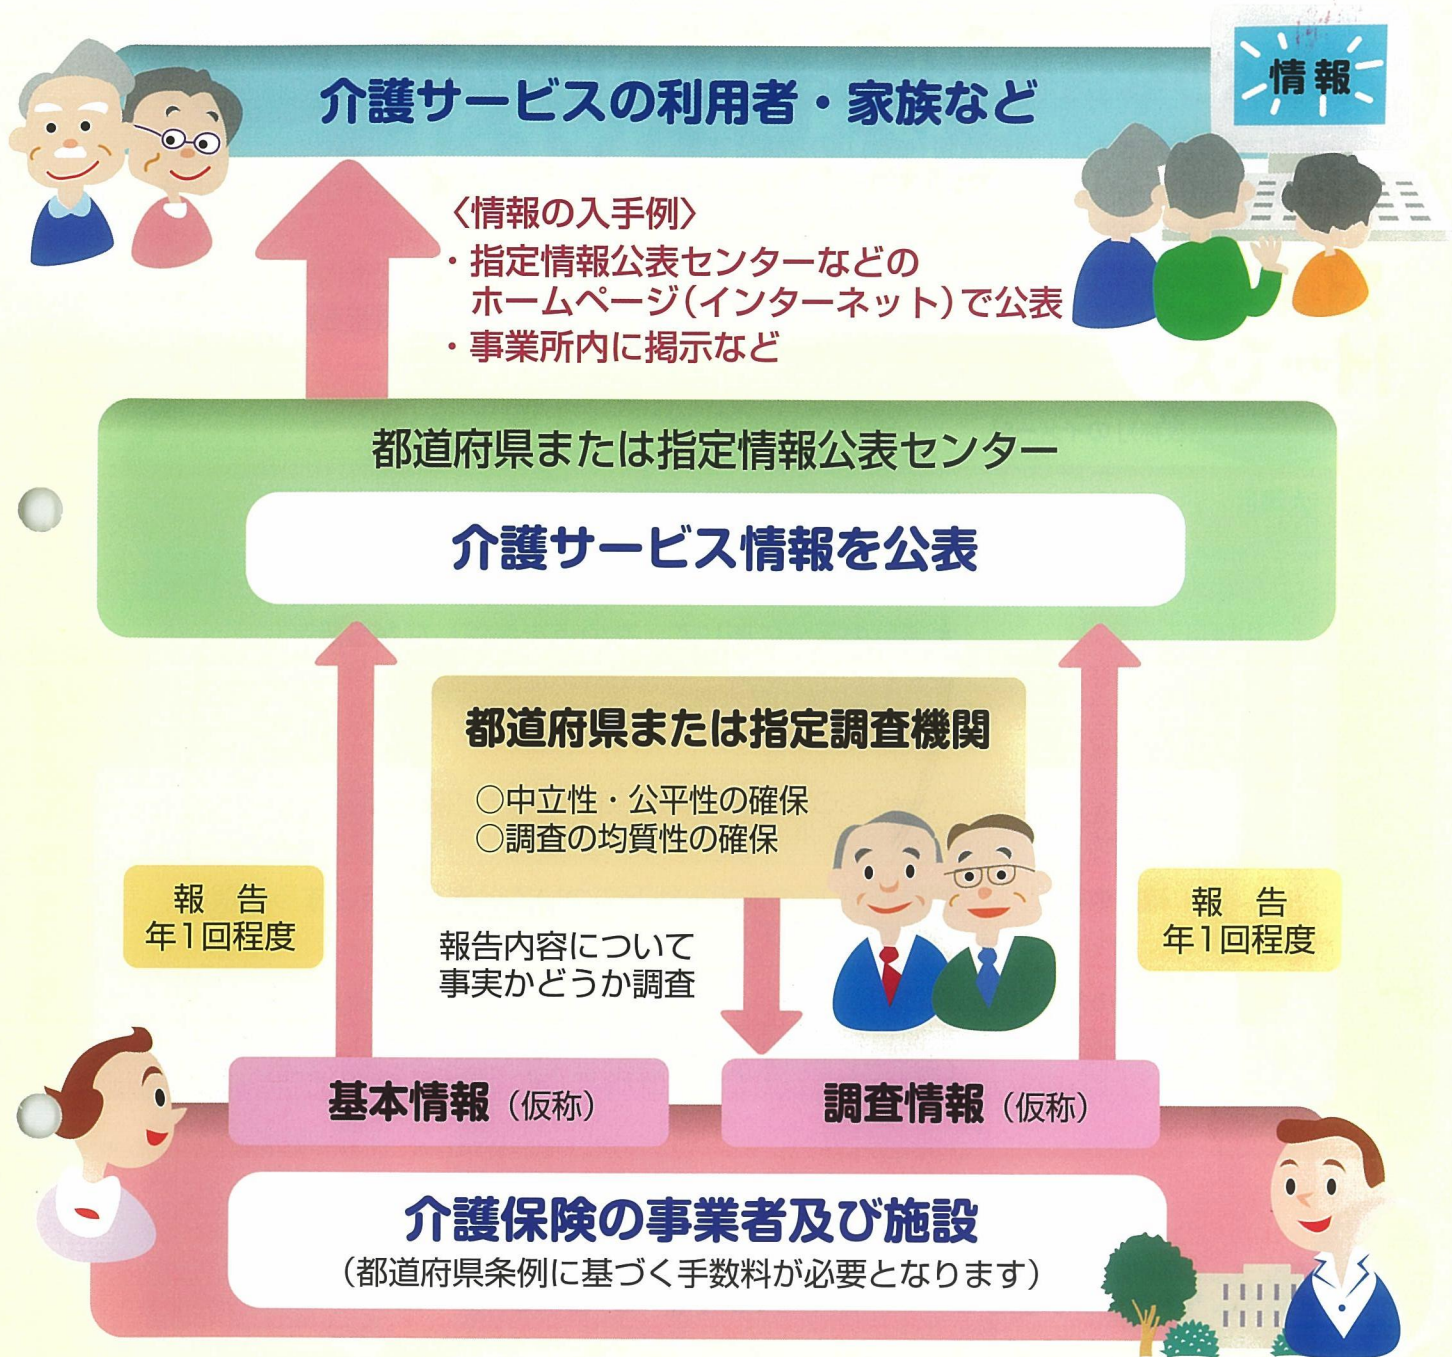 介護サービスの利用者・家族など
情報
〈情報の入手例〉
・指定情報公表センターなどの
ホームページ(インターネット)で公表
・事業所内に掲示など
都道府県または指定情報公表センター
介護サービス情報を公表
都道府県または指定調査機関
○中立性・公平性の確保
○調査の均質性の確保
報　告
年1回程度
報告内容について
事実かどうか調査
報　告
年1回程度
基本情報（仮称）
調査情報（仮称）
介護保険の事業者及び施設
（都道府県条例に基づく手数料が必要となります）